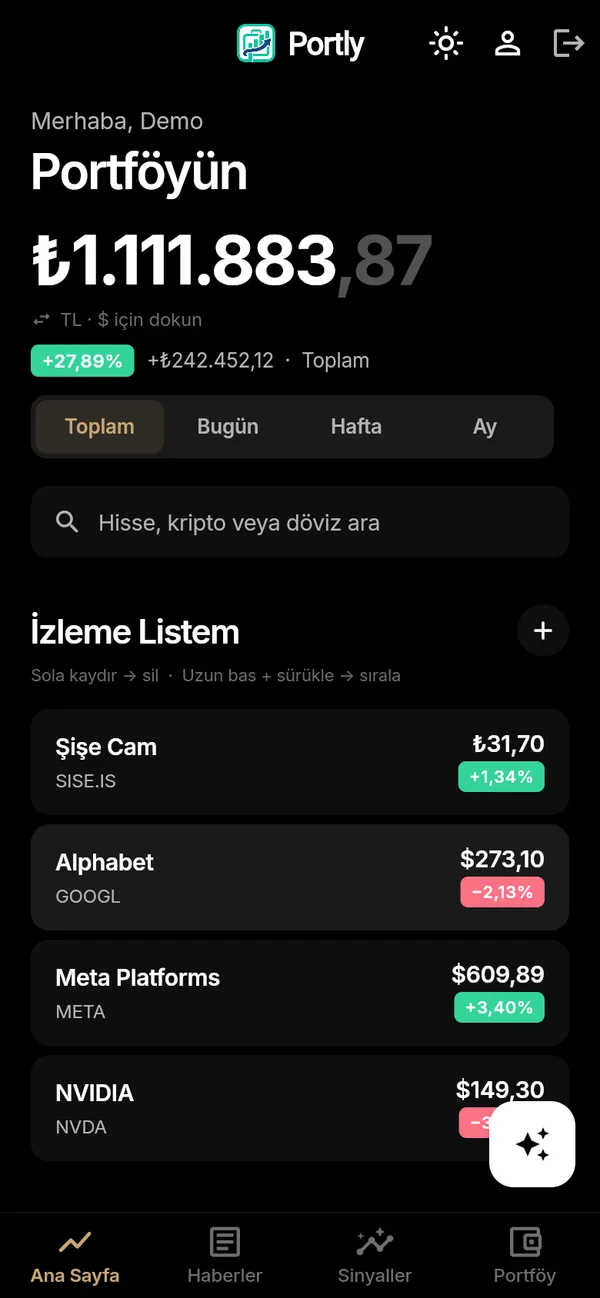 Portly
Merhaba, Demo
Portföyün
₺1.111.883,87
TL · $ için dokun
+27,89% +₺242.452,12 · Toplam
Toplam Bugün Hafta Ay
Hisse, kripto veya döviz ara
İzleme Listem
Sola kaydır → sil · Uzun bas + sürükle → sırala
Şişe Cam ₺31,70
SISE.IS +1,34%
Alphabet $273,10
GOOGL −2,13%
Meta Platforms $609,89
META +3,40%
NVIDIA $149,30
NVDA
Ana Sayfa Haberler Sinyaller Portföy